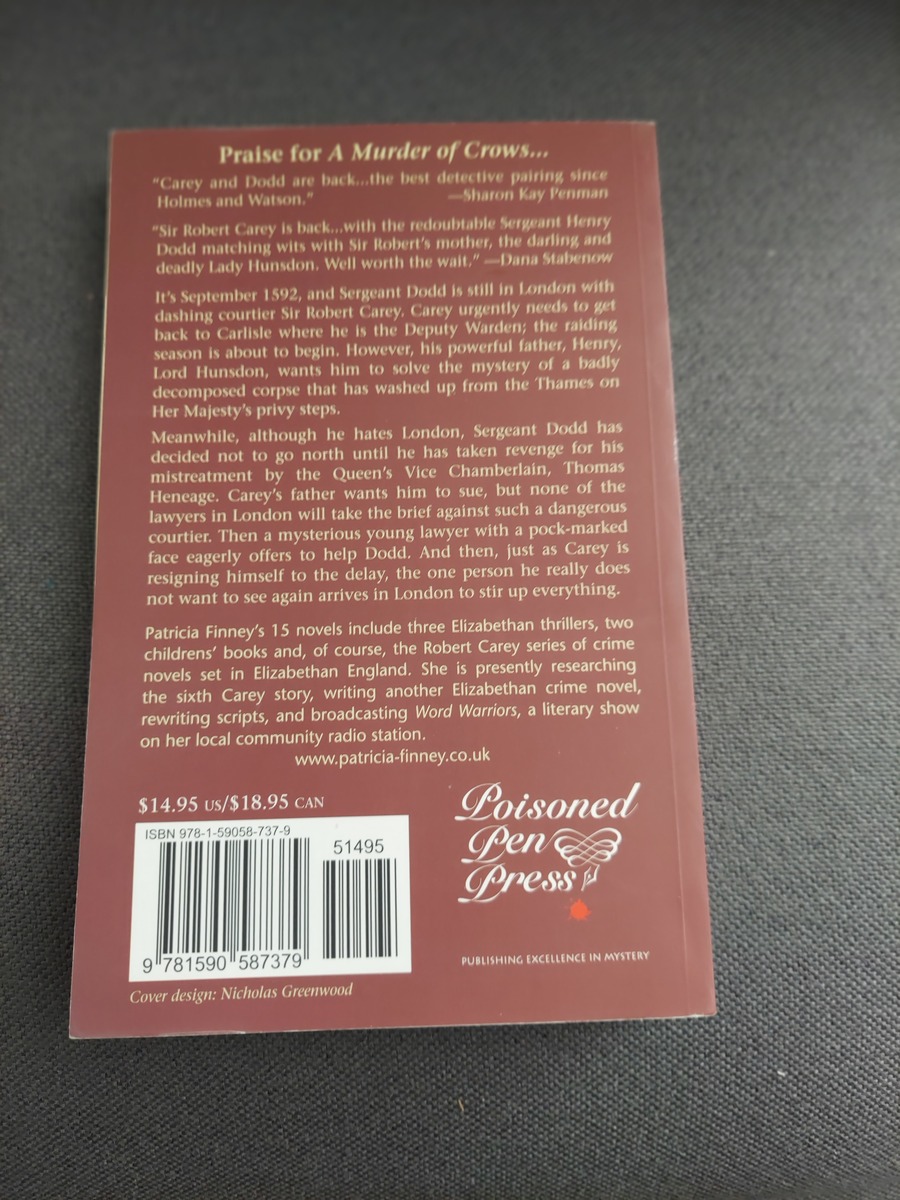 Praise for A Murder of Crows...
"Carey and Dodd are back...the best detective pairing since
Holmes and Watson." —Sharon Kay Penman
"Sir Robert Carey is back...with the redoubtable Sergeant Henry
Dodd matching wits with Sir Robert's mother, the darling and
deadly Lady Hunsdon. Well worth the wait." —Dana Stabenow
It's September 1592, and Sergeant Dodd is still in London with
dashing courtier Sir Robert Carey. Carey urgently needs to get
back to Carlisle where he is the Deputy Warden; the raiding
season is about to begin. However, his powerful father, Henry,
Lord Hunsdon, wants him to solve the mystery of a badly
decomposed corpse that has washed up from the Thames on
Her Majesty's privy steps.
Meanwhile, although he hates London, Sergeant Dodd has
decided not to go north until he has taken revenge for his
mistreatment by the Queen's Vice Chamberlain, Thomas
Heneage. Carey's father wants him to sue, but none of the
lawyers in London will take the brief against such a dangerous
courtier. Then a mysterious young lawyer with a pock-marked
face eagerly offers to help Dodd. And then, just as Carey is
resigning himself to the delay, the one person he really does
not want to see again arrives in London to stir up everything.
Patricia Finney's 15 novels include three Elizabethan thrillers, two
childrens' books and, of course, the Robert Carey series of crime
novels set in Elizabethan England. She is presently researching
the sixth Carey story, writing another Elizabethan crime novel,
rewriting scripts, and broadcasting Word Warriors, a literary show
on her local community radio station.
www.patricia-finney.co.uk
$14.95 US/$18.95 CAN
ISBN 978-1-59058-737-9
51495
9 781590 587379
Cover design: Nicholas Greenwood
Poisoned
Pen
Press
PUBLISHING EXCELLENCE IN MYSTERY